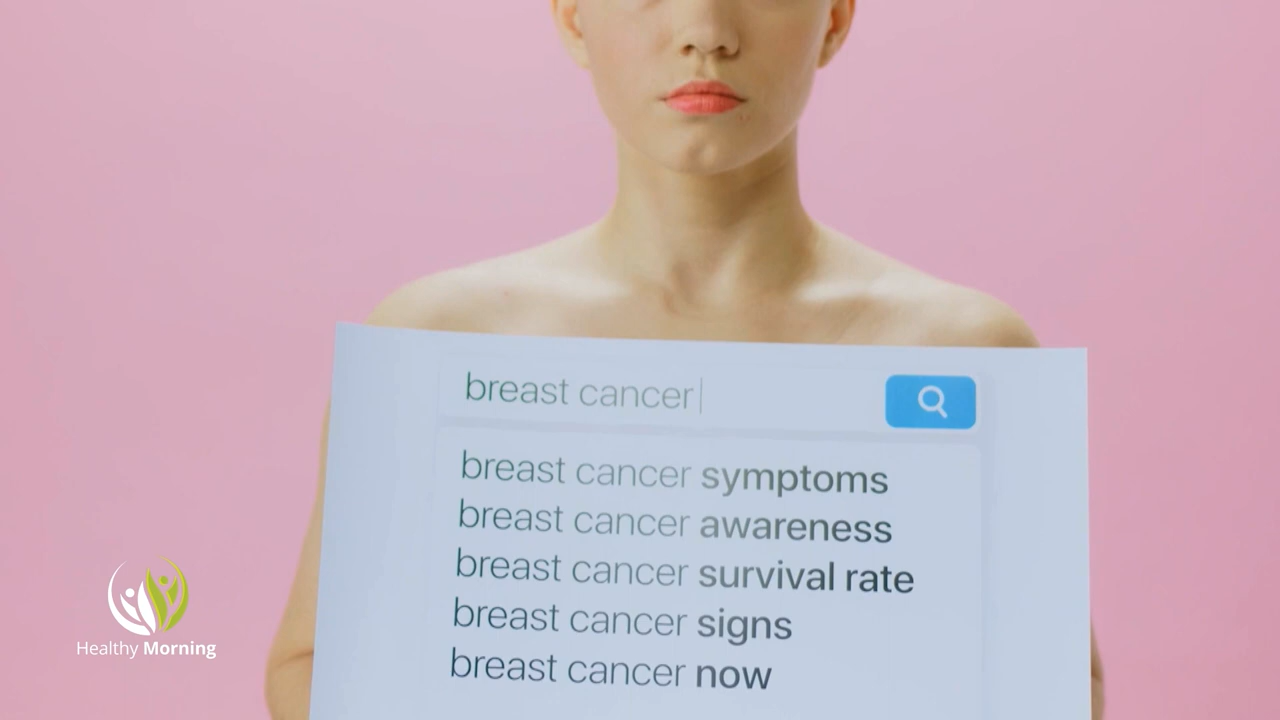 breast cancer
breast cancer symptoms
breast cancer awareness
breast cancer survival rate
breast cancer signs
breast cancer now
Healthy Morning